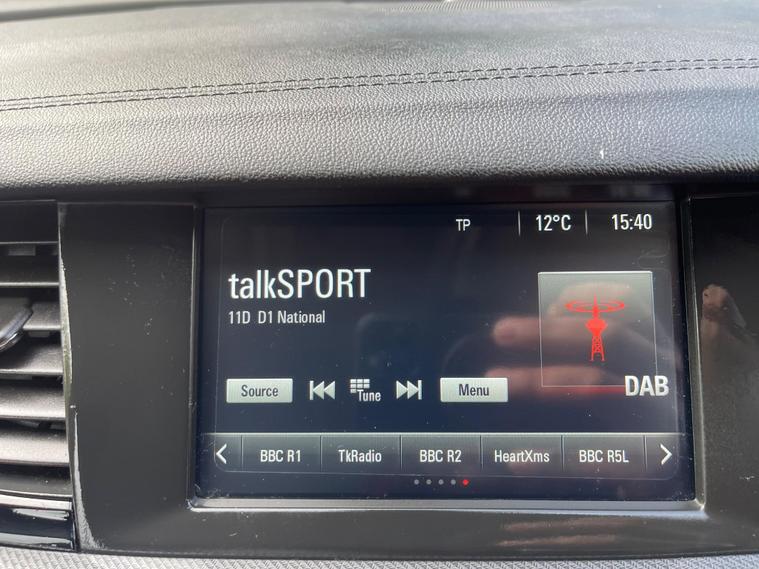 TP 12°C 15:40
talkSPORT
11D D1 National
DAB
Source Tune Menu
BBC R1 TkRadio BBC R2 HeartXms BBC R5L